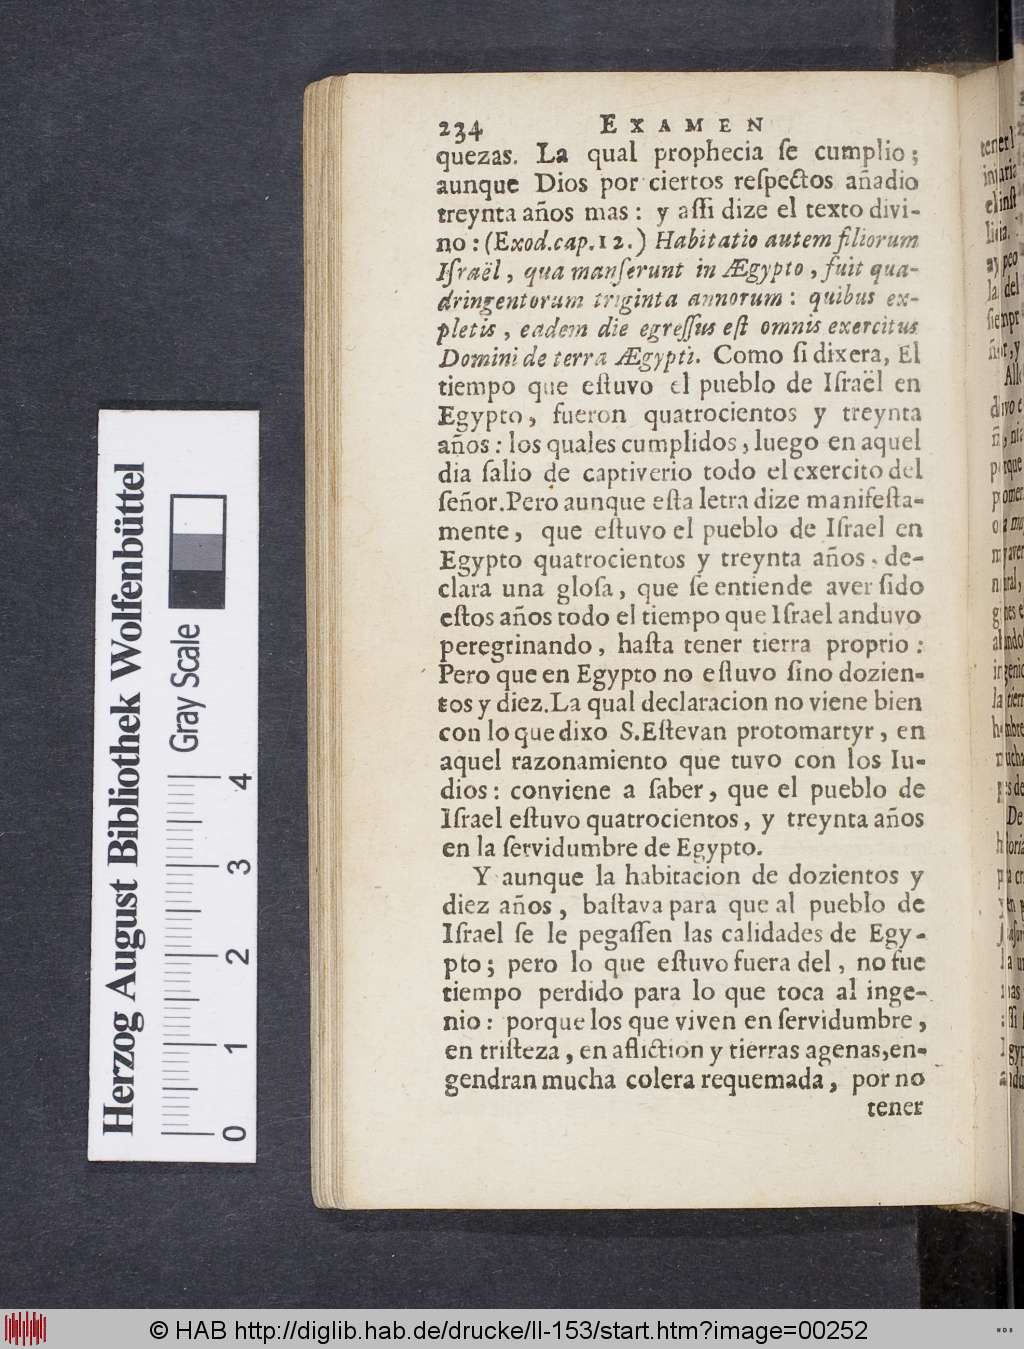 234 EXAMEN
quezas. La qual prophecia ſe cumplio;
aunque Dios por ciertos reſpectos añadio
treynta años mas: y aſſi dize el texto divi-
no: (Exod.cap.12.) Habitatio autem filiorum
Iſraël, qua manſerunt in Ægypto, fuit qua-
dringentorum triginta annorum: quibus ex-
pletis, eadem die egreſſus eſt omnis exercitus
Domini de terra Ægypti. Como ſi dixera, El
tiempo que eſtuvo el pueblo de Iſraël en
Egypto, fueron quatrocientos y treynta
años: los quales cumplidos, luego en aquel
dia ſalio de captiverio todo el exercito del
ſeñor. Pero aunque eſta letra dize manifeſta-
mente, que eſtuvo el pueblo de Iſrael en
Egypto quatrocientos y treynta años, de-
clara una gloſa, que ſe entiende aver ſido
eſtos años todo el tiempo que Iſrael anduvo
peregrinando, haſta tener tierra proprio:
Pero que en Egypto no eſtuvo ſino dozien-
tos y diez. La qual declaracion no viene bien
con lo que dixo S. Eſtevan protomartyr, en
aquel razonamiento que tuvo con los Iu-
dios: conviene a ſaber, que el pueblo de
Iſrael eſtuvo quatrocientos, y treynta años
en la ſervidumbre de Egypto.
Y aunque la habitacion de dozientos y
diez años, baſtava para que al pueblo de
Iſrael ſe le pegaſſen las calidades de Egy-
pto; pero lo que eſtuvo fuera del, no fue
tiempo perdido para lo que toca al inge-
nio: porque los que viven en ſervidumbre,
en triſteza, en afliction y tierras agenas, en-
gendran mucha colera requemada, por no
tener
Herzog August Bibliothek Wolfenbüttel
Gray Scale
0 1 2 3 4
© HAB http://diglib.hab.de/drucke/ll-153/start.htm?image=00252